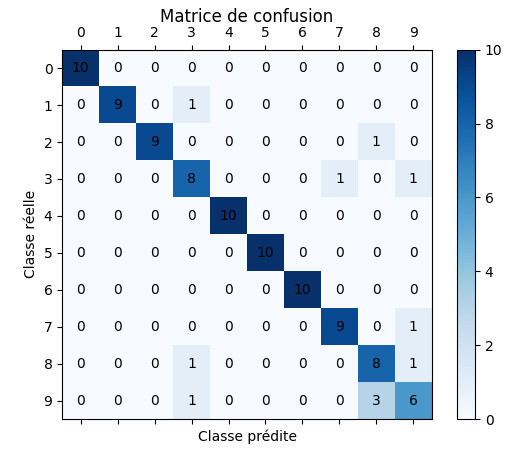 Matrice de confusion
0 1 2 3 4 5 6 7 8 9
0 10 0 0 0 0 0 0 0 0 0
1 0 9 0 1 0 0 0 0 0 0
2 0 0 9 0 0 0 0 0 1 0
3 0 0 0 8 0 0 0 1 0 1
4 0 0 0 0 10 0 0 0 0 0
5 0 0 0 0 0 10 0 0 0 0
6 0 0 0 0 0 0 10 0 0 0
7 0 0 0 0 0 0 0 9 0 1
8 0 0 0 1 0 0 0 0 8 1
9 0 0 0 1 0 0 0 0 3 6
Classe réelle
Classe prédite
10
8
6
4
2
0